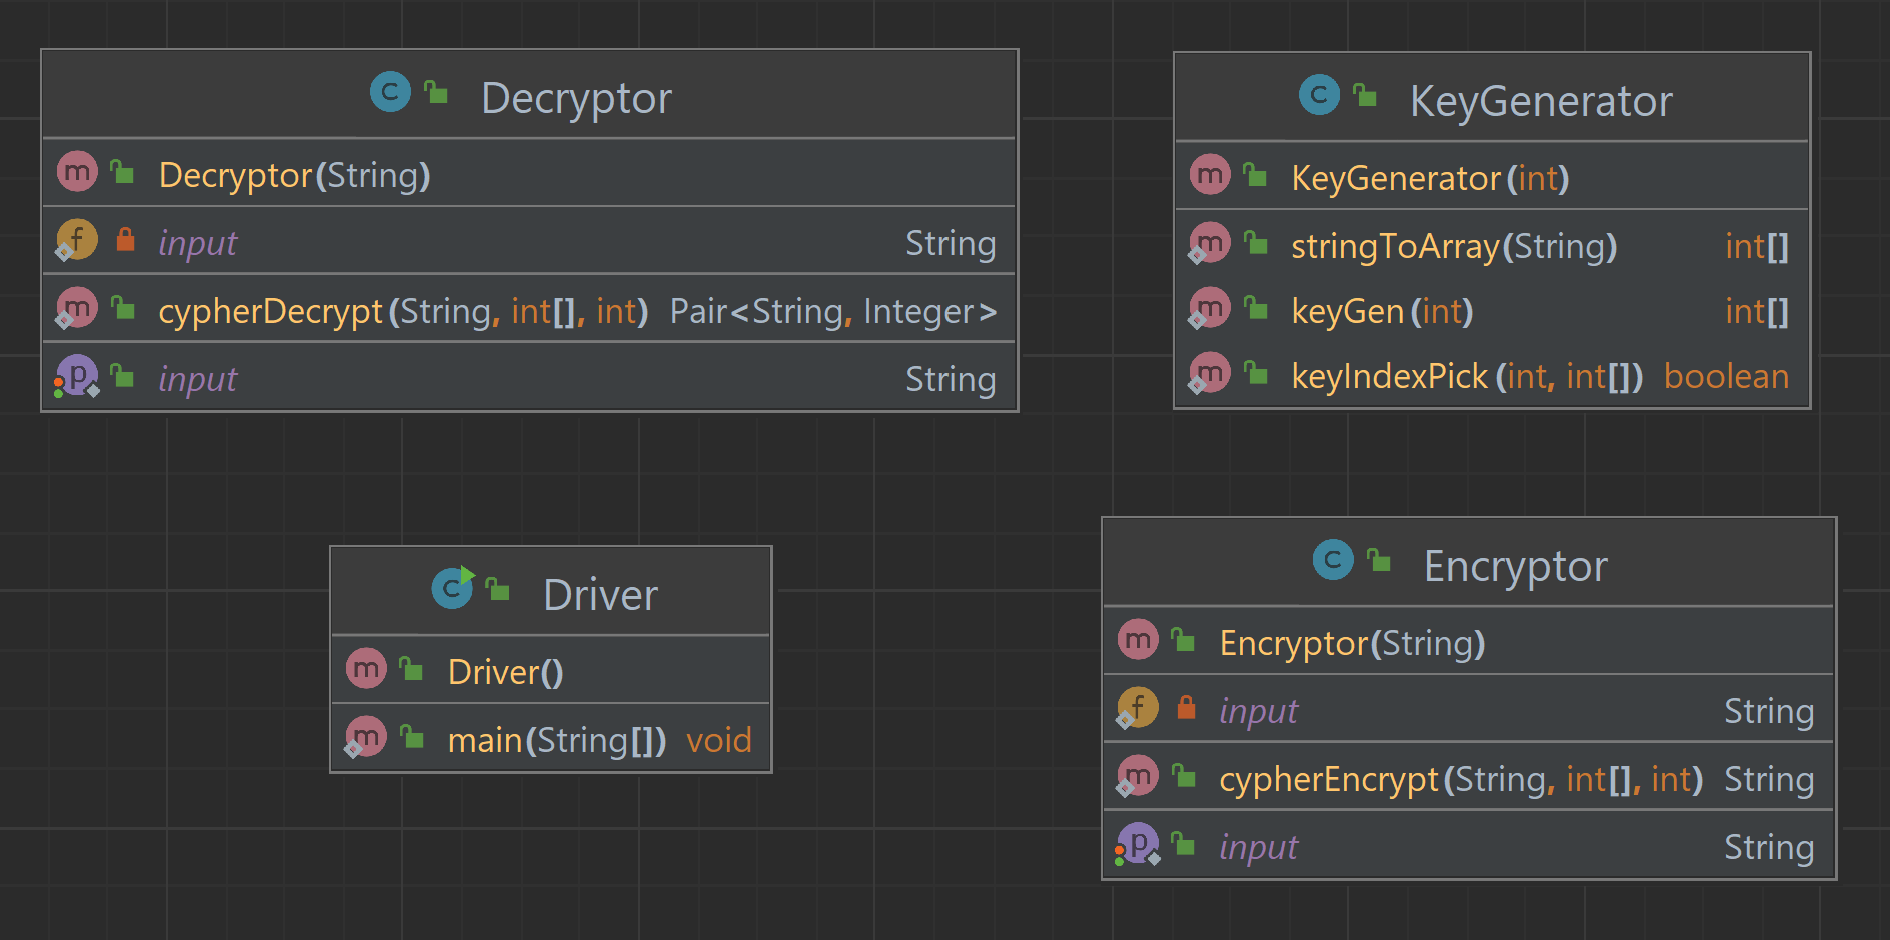 Decryptor
Decryptor(String)
input String
cypherDecrypt(String, int[], int) Pair<String, Integer>
input String
KeyGenerator
KeyGenerator(int)
stringToArray(String) int[]
keyGen(int) int[]
keyIndexPick(int, int[]) boolean
Driver
Driver()
main(String[]) void
Encryptor
Encryptor(String)
input String
cypherEncrypt(String, int[], int) String
input String